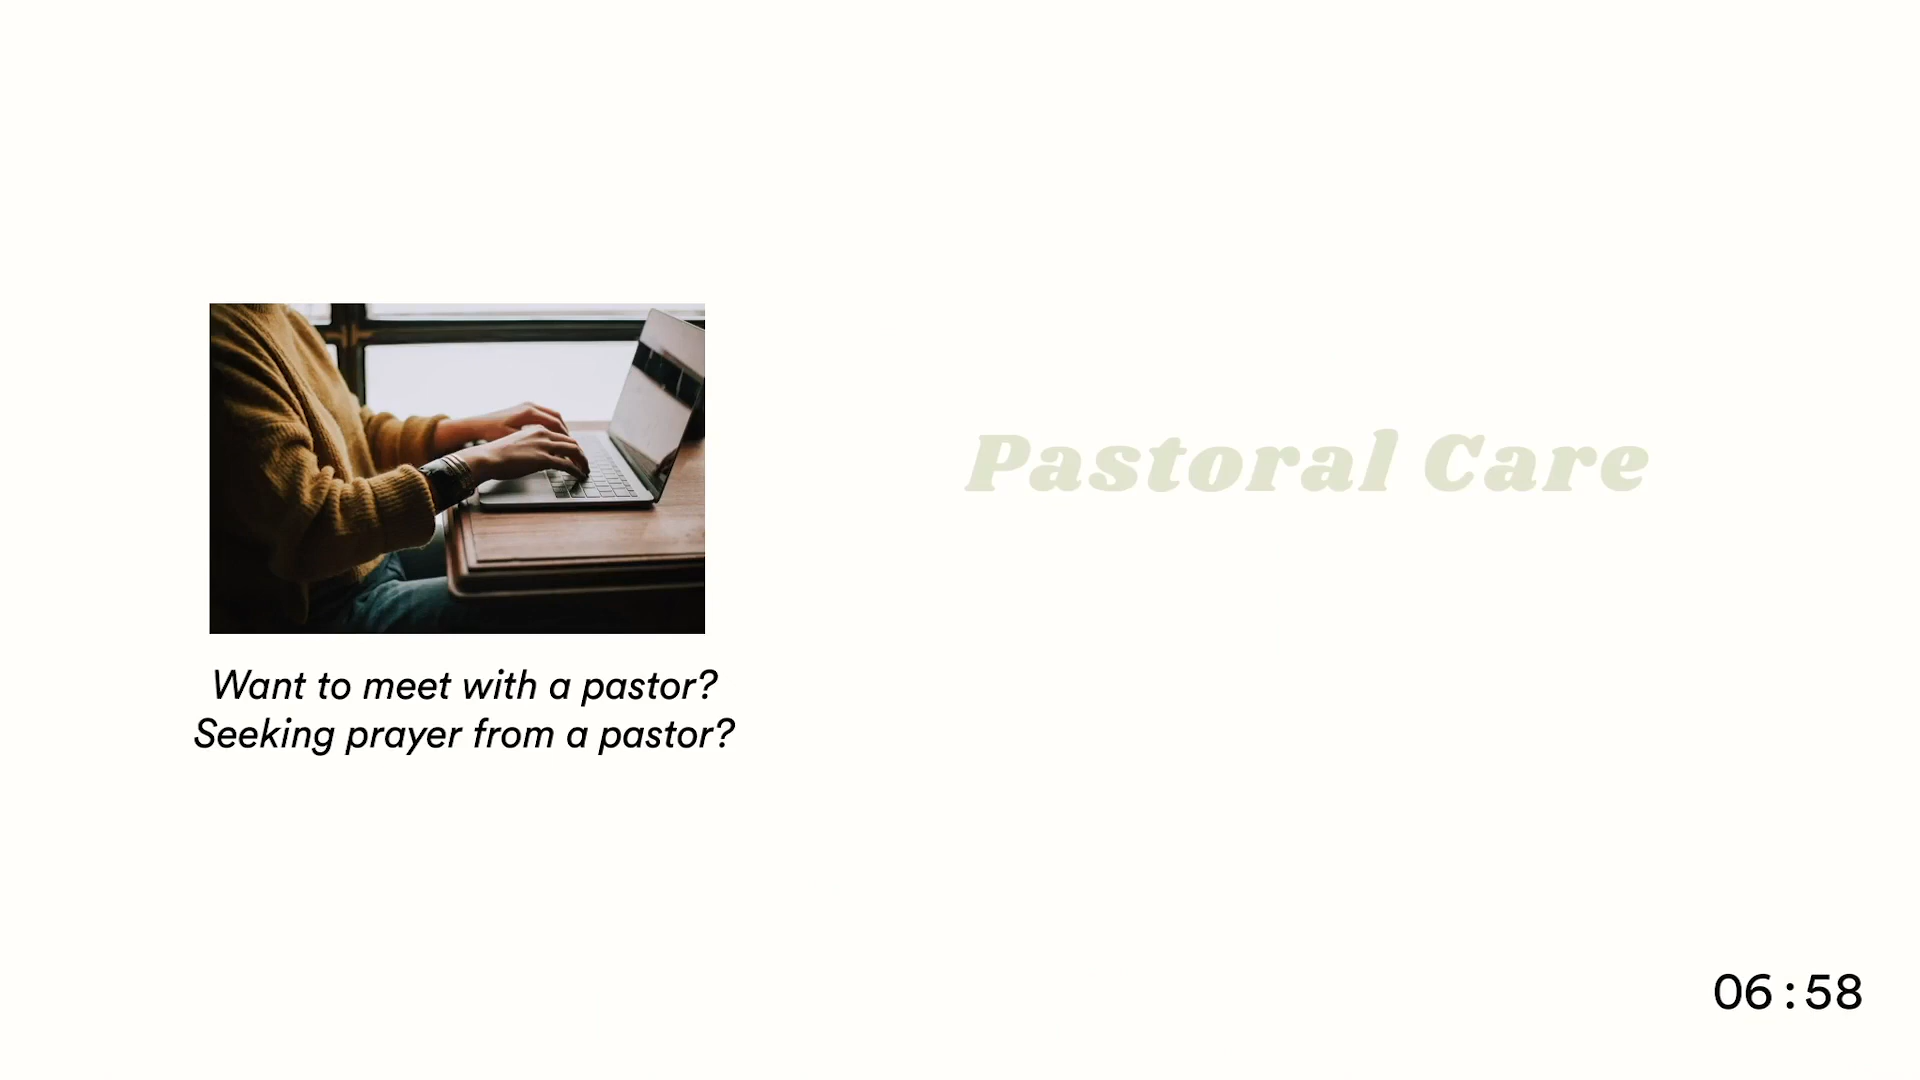 Want to meet with a pastor?
Seeking prayer from a pastor?
Pastoral Care
06:58